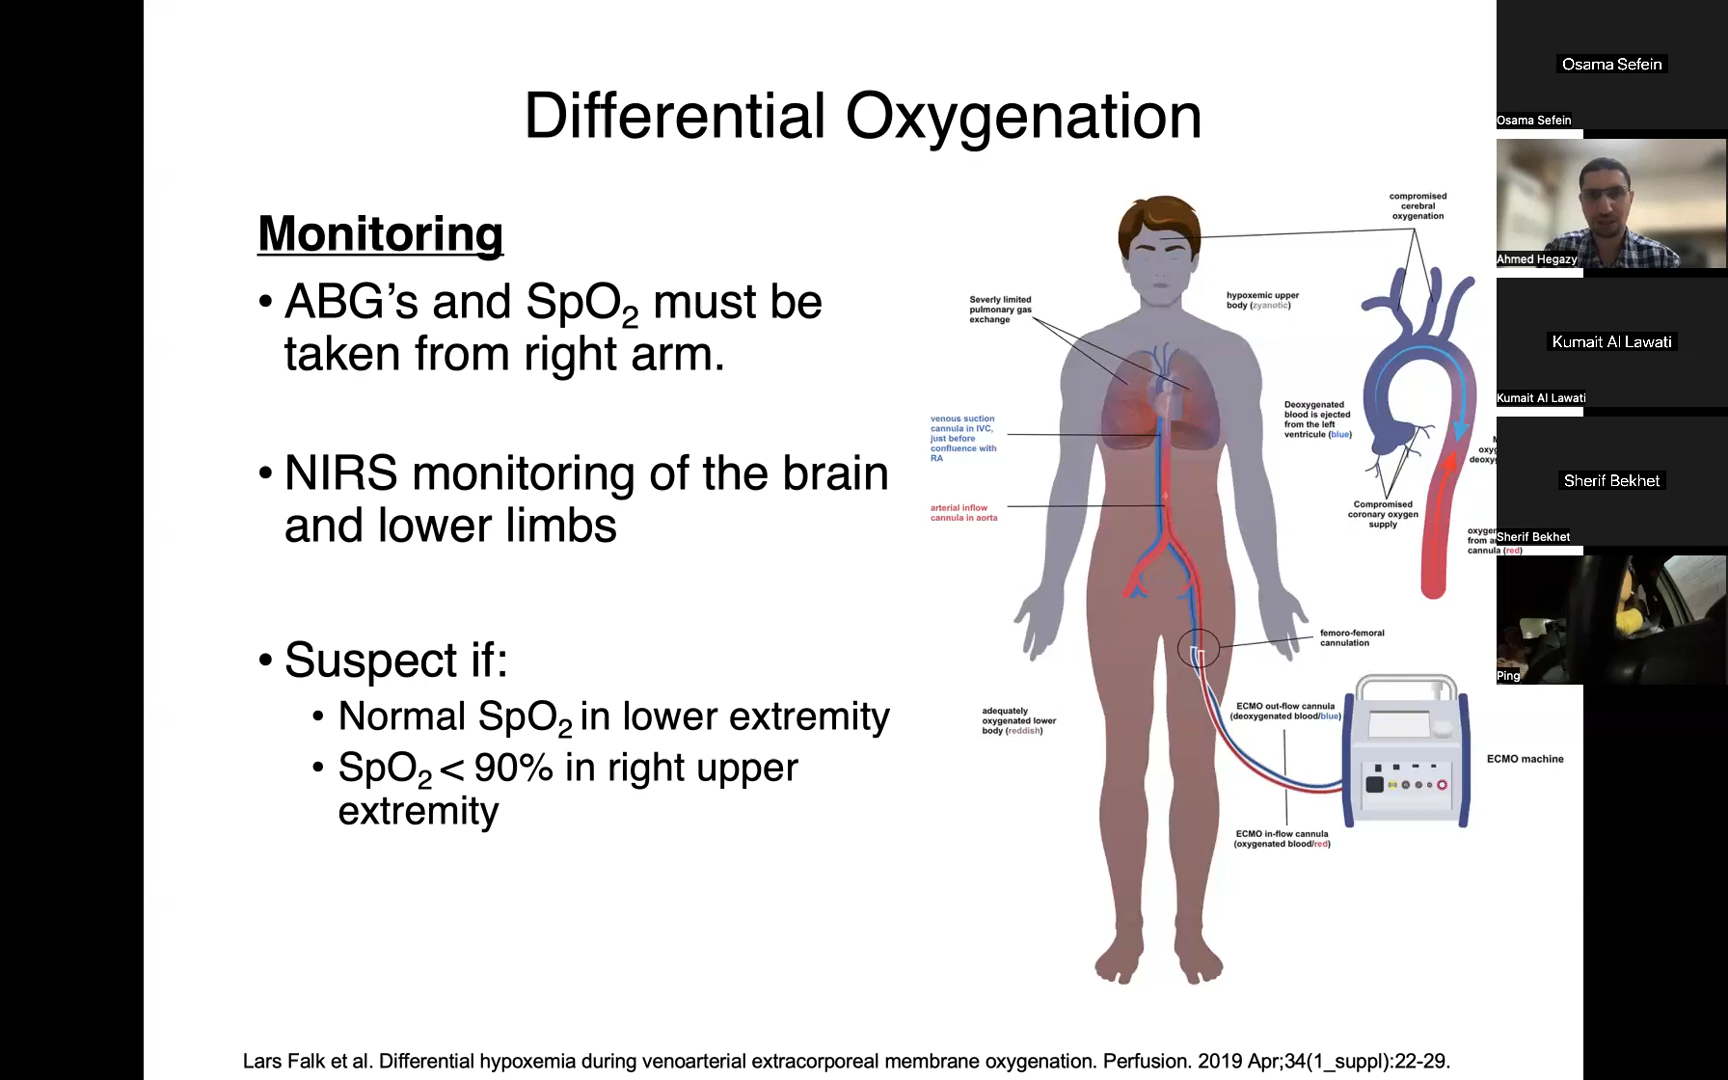 Differential Oxygenation
Monitoring
• ABG’s and SpO2 must be
taken from right arm.
• NIRS monitoring of the brain
and lower limbs
• Suspect if:
• Normal SpO2 in lower extremity
• SpO2 < 90% in right upper
extremity
compromised
cerebral
oxygenation
Severly limited
pulmonary gas
exchange
hypoxemic upper
body (zyanotic)
venous suction
cannula in IVC,
just before
confluence with
RA
Deoxygenated
blood is ejected
from the left
ventricule (blue)
arterial inflow
cannula in aorta
Compromised
coronary oxygen
supply
cannula (red)
femoro-femoral
cannulation
adequately
oxygenated lower
body (reddish)
ECMO out-flow cannula
(deoxygenated blood/blue)
ECMO machine
ECMO in-flow cannula
(oxygenated blood/red)
Lars Falk et al. Differential hypoxemia during venoarterial extracorporeal membrane oxygenation. Perfusion. 2019 Apr;34(1_suppl):22-29.
Osama Sefein
Osama Sefein
Ahmed Hegazy
Kumait Al Lawati
Kumait Al Lawati
Sherif Bekhet
Sherif Bekhet
Ping